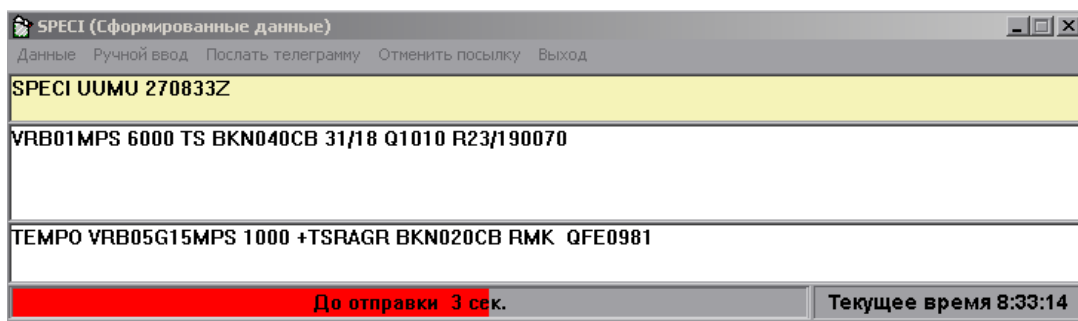 SPECI (Сформированные данные)
Данные Ручной ввод Послать телеграмму Отменить посылку Выход
SPECI UUMU 270833Z
VRB01MPS 6000 TS BKN040CB 31/18 Q1010 R23/190070
TEMPO VRB05G15MPS 1000 +TSRAGR BKN020CB RMK QFE0981
До отправки 3 сек. Текущее время 8:33:14